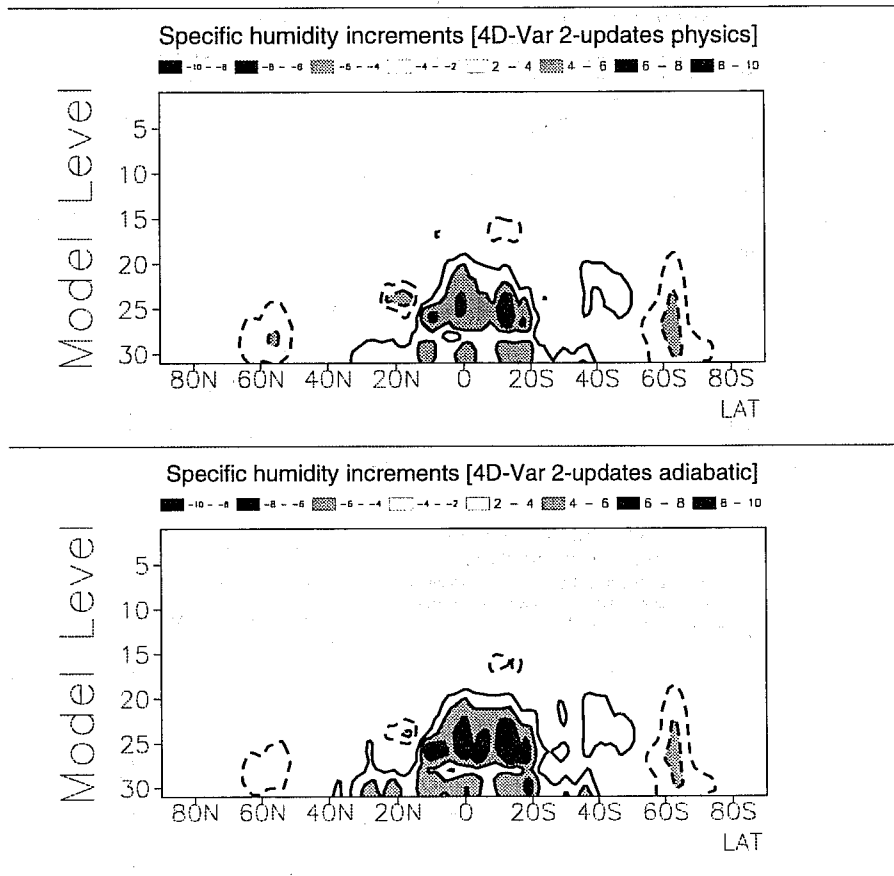 Specific humidity increments [4D-Var 2-updates physics]
-10 - -8 -8 - -6 -6 - -4 -4 - -2 2 - 4 4 - 6 6 - 8 8 - 10
Model Level
5
10
15
20
25
30
80N 60N 40N 20N 0 20S 40S 60S 80S
LAT
Specific humidity increments [4D-Var 2-updates adiabatic]
-10 - -8 -8 - -6 -6 - -4 -4 - -2 2 - 4 4 - 6 6 - 8 8 - 10
Model Level
5
10
15
20
25
30
80N 60N 40N 20N 0 20S 40S 60S 80S
LAT